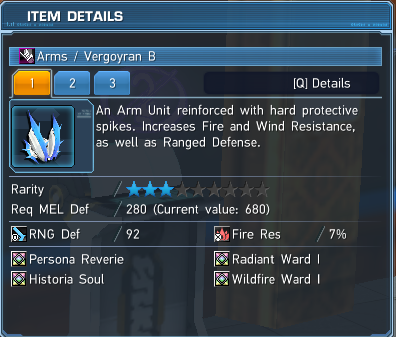 ITEM DETAILS
Arms / Vergoyran B
1 2 3 [Q] Details
An Arm Unit reinforced with hard protective
spikes. Increases Fire and Wind Resistance,
as well as Ranged Defense.
Rarity /
Req MEL Def / 280 (Current value: 680)
RNG Def / 92 Fire Res / 7%
Persona Reverie Radiant Ward I
Historia Soul Wildfire Ward I